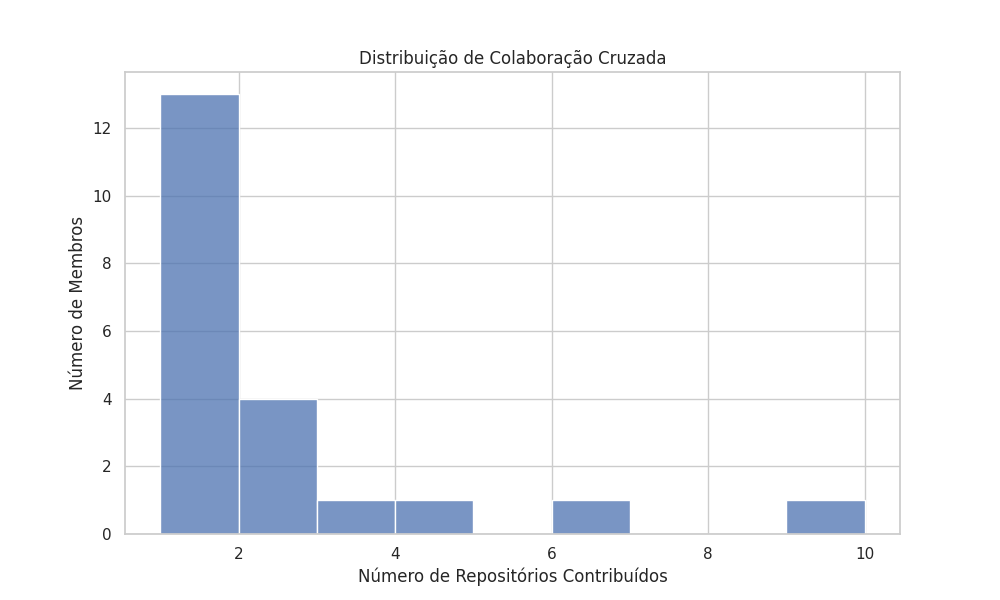 Distribuição de Colaboração Cruzada
Número de Membros
12
10
8
6
4
2
0
2 4 6 8 10
Número de Repositórios Contribuídos